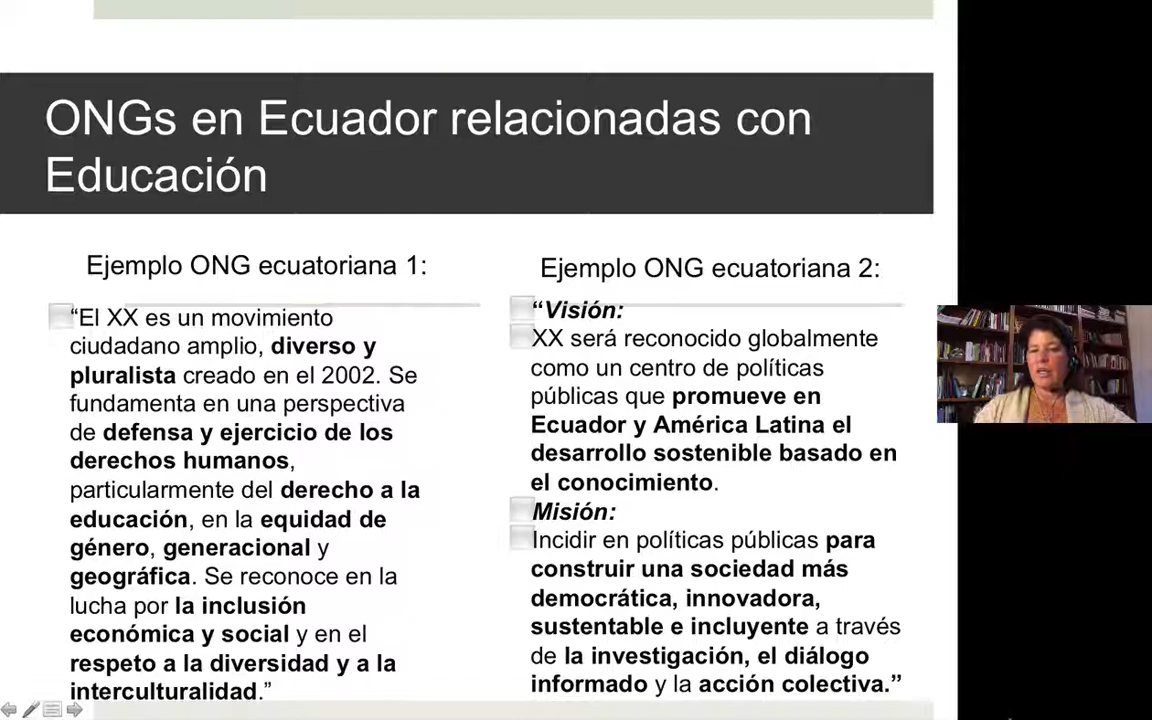 ONGs en Ecuador relacionadas con
Educación
Ejemplo ONG ecuatoriana 1:
“El XX es un movimiento
ciudadano amplio, diverso y
pluralista creado en el 2002. Se
fundamenta en una perspectiva
de defensa y ejercicio de los
derechos humanos,
particularmente del derecho a la
educación, en la equidad de
género, generacional y
geográfica. Se reconoce en la
lucha por la inclusión
económica y social y en el
respeto a la diversidad y a la
interculturalidad.”
Ejemplo ONG ecuatoriana 2:
“Visión:
XX será reconocido globalmente
como un centro de políticas
públicas que promueve en
Ecuador y América Latina el
desarrollo sostenible basado en
el conocimiento.
Misión:
Incidir en políticas públicas para
construir una sociedad más
democrática, innovadora,
sustentable e incluyente a través
de la investigación, el diálogo
informado y la acción colectiva.”